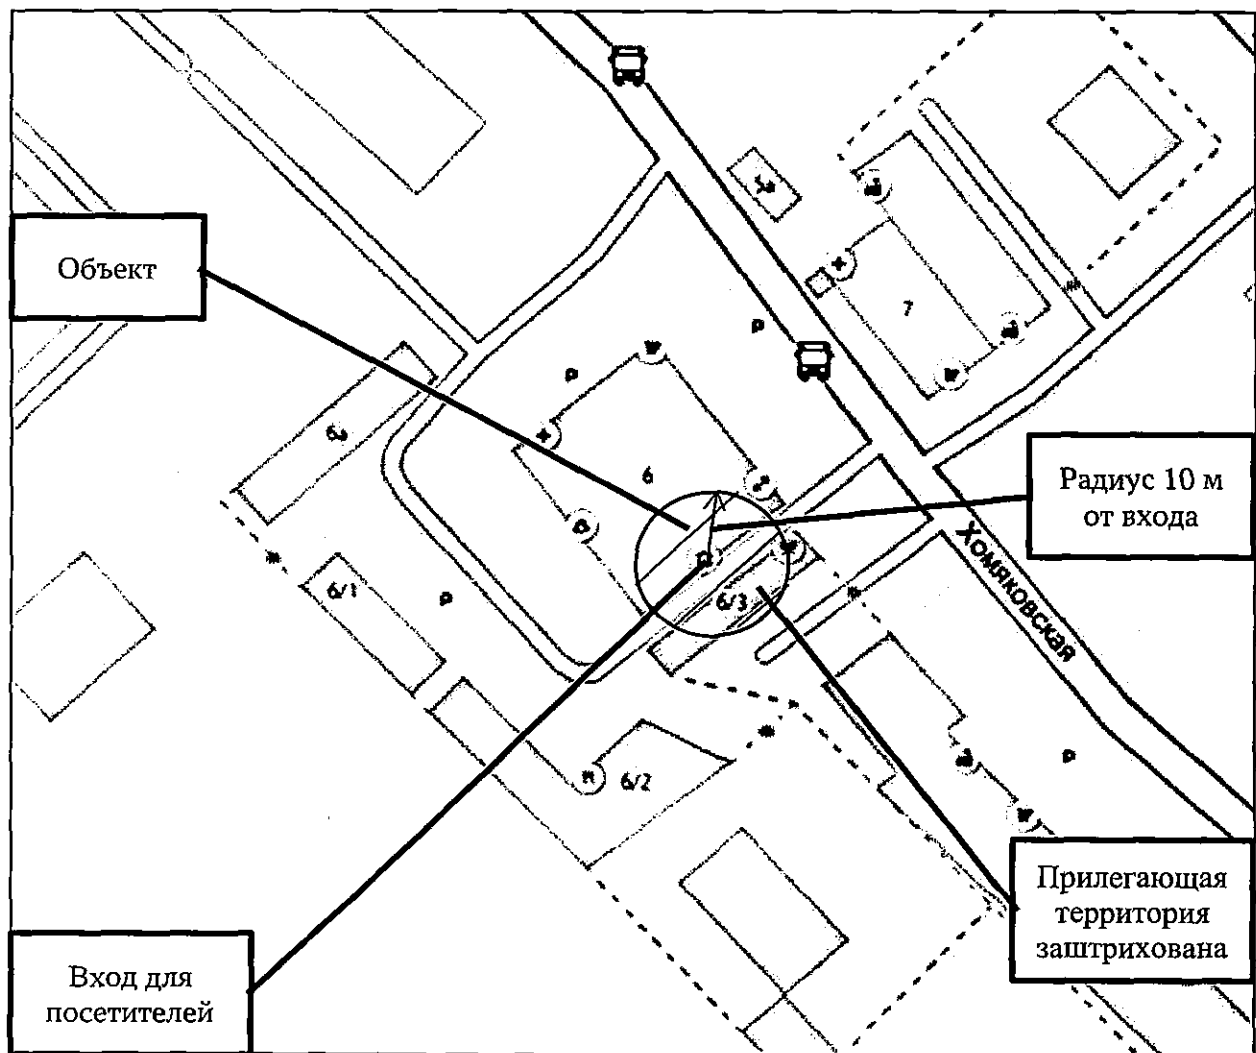 Объект
7
6
Радиус 10 м
от входа
Хомяковская
6/1
6/3
6/2
Прилегающая
территория
заштрихована
Вход для
посетителей